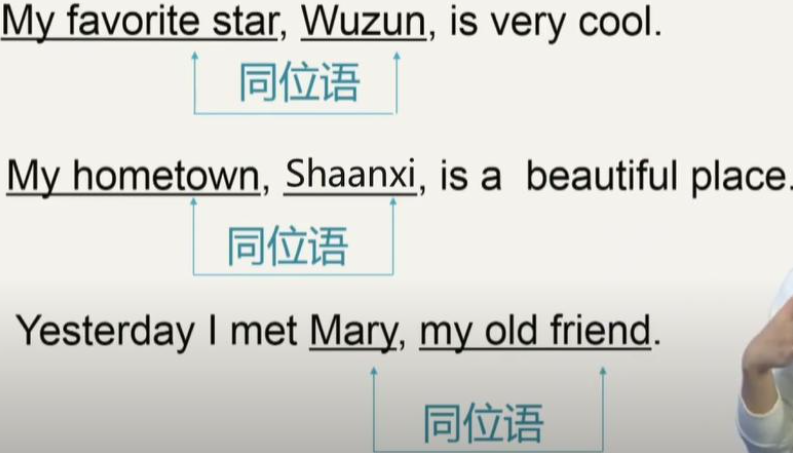 My favorite star, Wuzun, is very cool.
同位语
My hometown, Shaanxi, is a beautiful place.
同位语
Yesterday I met Mary, my old friend.
同位语